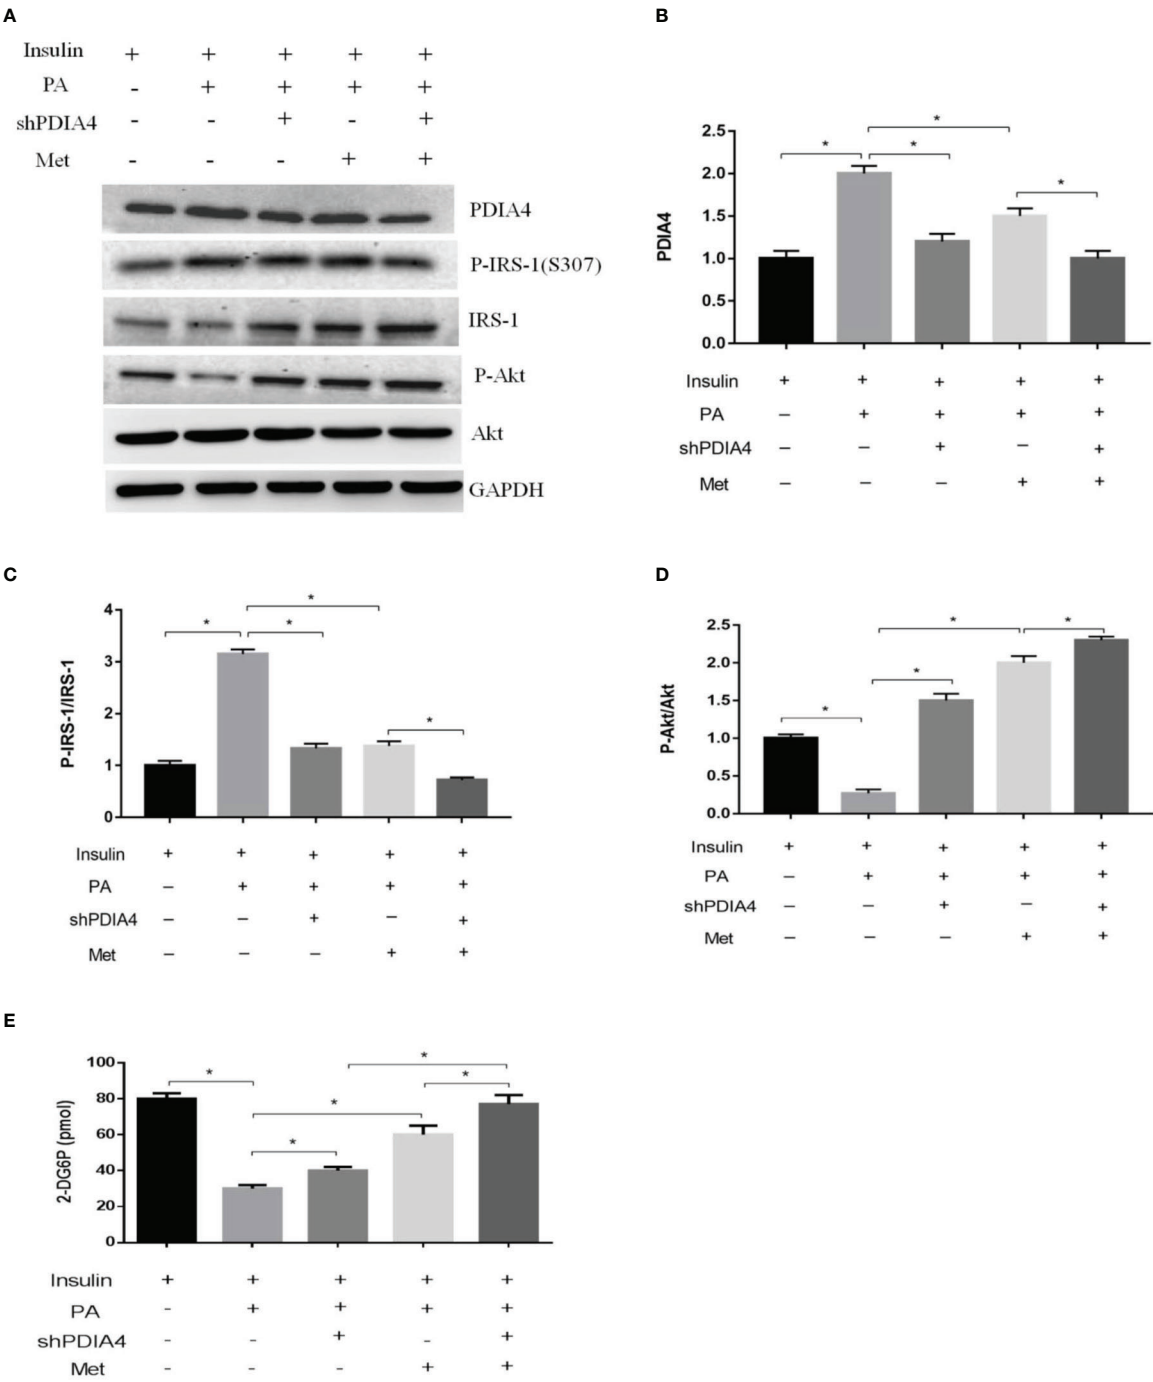 A
Insulin + + + + +
PA - + + + +
shPDIA4 - - + - +
Met - - - + +
PDIA4
P-IRS-1(S307)
IRS-1
P-Akt
Akt
GAPDH
B
PDIA4
2.5
2.0
1.5
1.0
0.5
0.0
* * * *
Insulin + + + + +
PA – + + + +
shPDIA4 – – + – +
Met – – – + +
C
P-IRS-1/IRS-1
4
3
2
1
0
* * * *
Insulin + + + + +
PA – + + + +
shPDIA4 – – + – +
Met – – – + +
D
P-Akt/Akt
2.5
2.0
1.5
1.0
0.5
0.0
* * * *
Insulin + + + + +
PA – + + + +
shPDIA4 – – + – +
Met – – – + +
E
2-DG6P (pmol)
100
80
60
40
20
0
* * * * *
Insulin + + + + +
PA - + + + +
shPDIA4 - - + - +
Met - - - + +